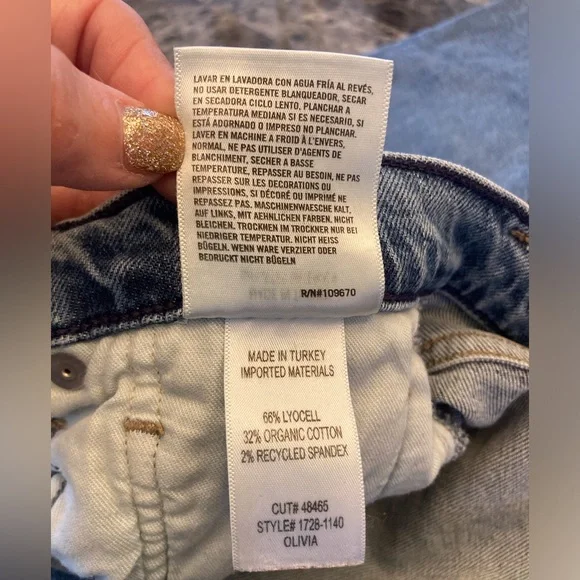 LAVAR EN LAVADORA CON AGUA FRÍA AL REVÉS,
NO USAR DETERGENTE BLANQUEADOR, SECAR
EN SECADORA CICLO LENTO, PLANCHAR A
TEMPERATURA MEDIANA SI ES NECESARIO, SI
ESTÁ ADORNADO O IMPRESO NO PLANCHAR.
LAVER EN MACHINE A FROID À L'ENVERS,
NORMAL, NE PAS UTILISER D'AGENTS DE
BLANCHIMENT, SECHER A BASSE
TEMPERATURE, REPASSER AU BESOIN, NE PAS
REPASSER SUR LES DECORATIONS OU
IMPRESSIONS. SI DÉCORÉ OU IMPRIMÉ NE
REPASSER PAS. MASCHINENWAESCHE KALT,
AUF LINKS, MIT AEHNLICHEN FARBEN. NICHT
BLEICHEN. TROCKNEN IM TROCKNER NUR BEI
NIEDRIGER TEMPERATUR. NICHT HEISS
BÜGELN. WENN WARE VERZIERT ODER
BEDRUCKT NICHT BÜGELN
R/N#109670
MADE IN TURKEY
IMPORTED MATERIALS
66% LYOCELL
32% ORGANIC COTTON
2% RECYCLED SPANDEX
CUT# 48465
STYLE# 1728-1140
OLIVIA